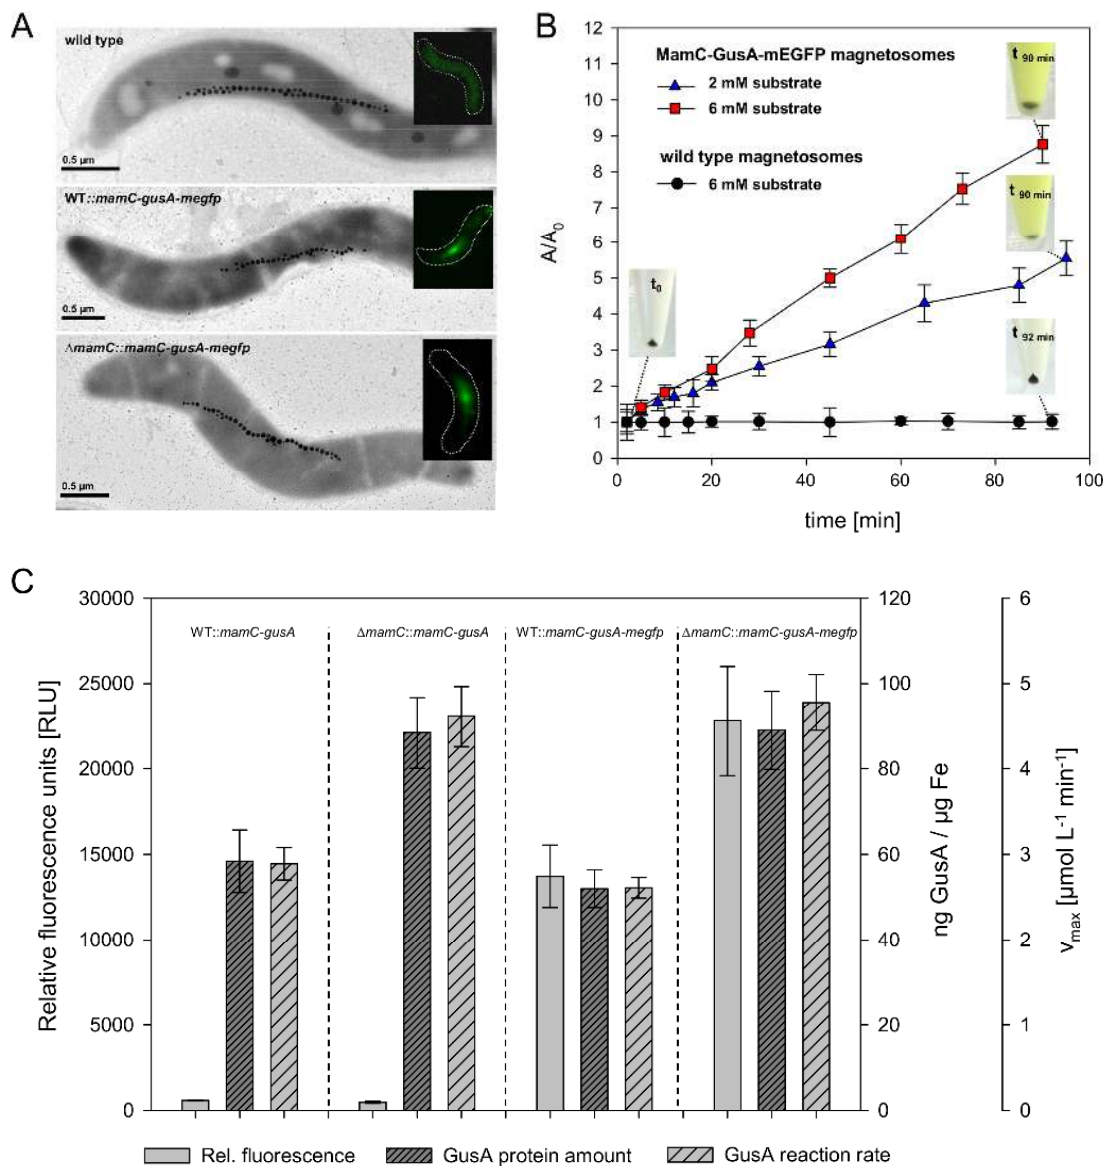 A
wild type
0.5 µm
WT::mamC-gusA-megfp
0.5 µm
ΔmamC::mamC-gusA-megfp
0.5 µm
B
12
11
10
9
8
7
6
5
4
3
2
1
0
A/A0
MamC-GusA-mEGFP magnetosomes
2 mM substrate
6 mM substrate
wild type magnetosomes
6 mM substrate
t0
t 90 min
t 90 min
t 92 min
0 20 40 60 80 100
time [min]
C
30000
25000
20000
15000
10000
5000
0
Relative fluorescence units [RLU]
WT::mamC-gusA
ΔmamC::mamC-gusA
WT::mamC-gusA-megfp
ΔmamC::mamC-gusA-megfp
120
100
80
60
40
20
0
ng GusA / µg Fe
6
5
4
3
2
1
0
vmax [µmol L-1 min-1]
Rel. fluorescence
GusA protein amount
GusA reaction rate